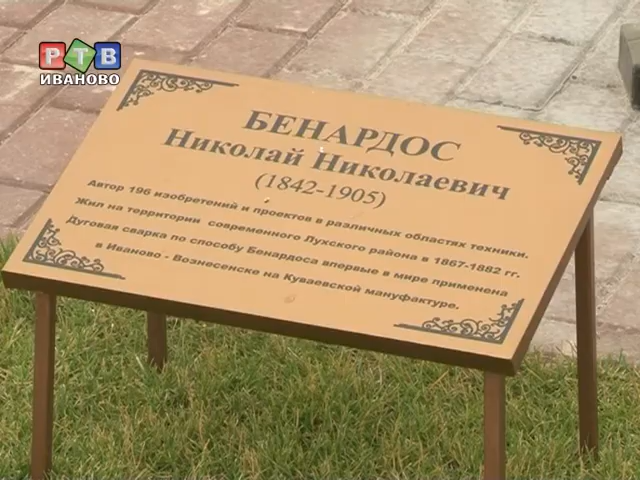 РТВ
ИВАНОВО
БЕНАРДОС
Николай Николаевич
(1842-1905)
Автор 196 изобретений и проектов в различных областях техники.
Жил на территории современного Лухского района в 1867-1882 гг.
Дуговая сварка по способу Бенардоса впервые в мире применена
в Иваново - Вознесенске на Куваевской мануфактуре.